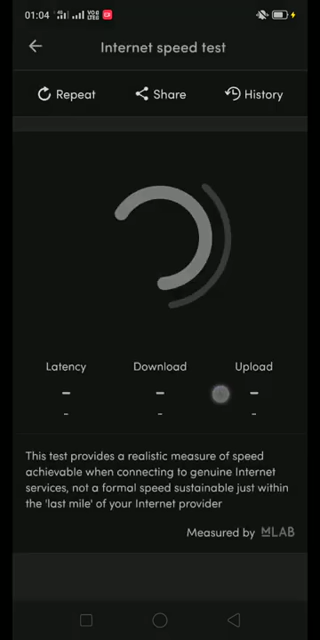 01:04
Internet speed test
Repeat
Share
History
Latency
Download
Upload
-
-
-
-
-
-
This test provides a realistic measure of speed
achievable when connecting to genuine Internet
services, not a formal speed sustainable just within
the 'last mile' of your Internet provider
Measured by MLAB